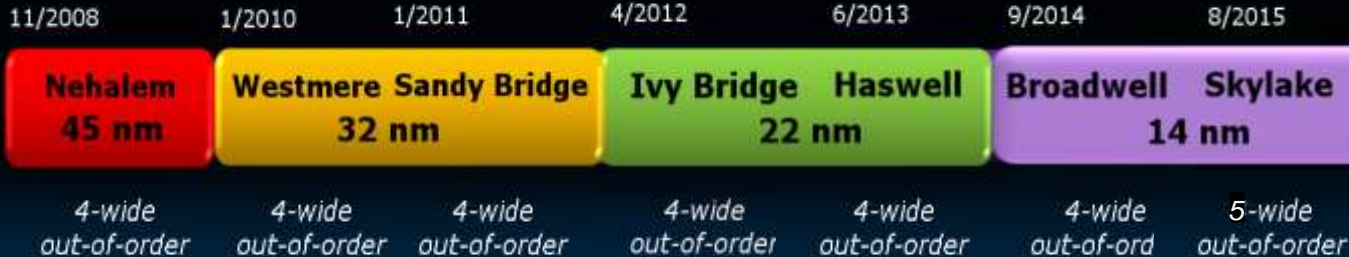 11/2008 1/2010 1/2011 4/2012 6/2013 9/2014 8/2015
Nehalem Westmere Sandy Bridge Ivy Bridge Haswell Broadwell Skylake
45 nm 32 nm 22 nm 14 nm
4-wide 4-wide 4-wide 4-wide 4-wide 4-wide 5-wide
out-of-order out-of-order out-of-order out-of-order out-of-order out-of-ord out-of-order